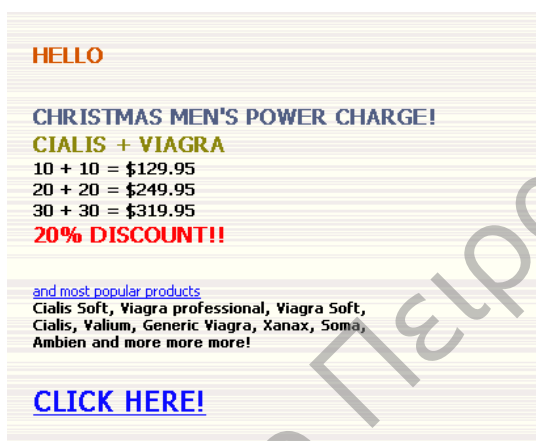 HELLO
CHRISTMAS MEN'S POWER CHARGE!
CIALIS + VIAGRA
10 + 10 = $129.95
20 + 20 = $249.95
30 + 30 = $319.95
20% DISCOUNT!!
and most popular products
Cialis Soft, Viagra professional, Viagra Soft,
Cialis, Valium, Generic Viagra, Xanax, Soma,
Ambien and more more more!
CLICK HERE!